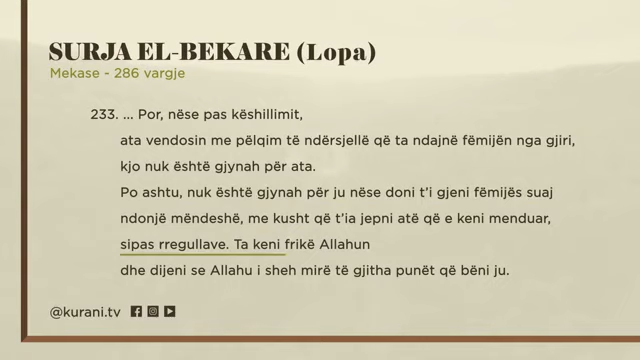 SURJA EL-BEKARE (Lopa)
Mekase - 286 vargje
233. ... Por, nëse pas këshillimit,
ata vendosin me pëlqim të ndërsjellë që ta ndajnë fëmijën nga gjiri,
kjo nuk është gjynah për ata.
Po ashtu, nuk është gjynah për ju nëse doni t'i gjeni fëmijës suaj
ndonjë mëndeshë, me kusht që t'ia jepni atë që e keni menduar,
sipas rregullave. Ta keni frikë Allahun
dhe dijeni se Allahu i sheh mirë të gjitha punët që bëni ju.
@kurani.tv